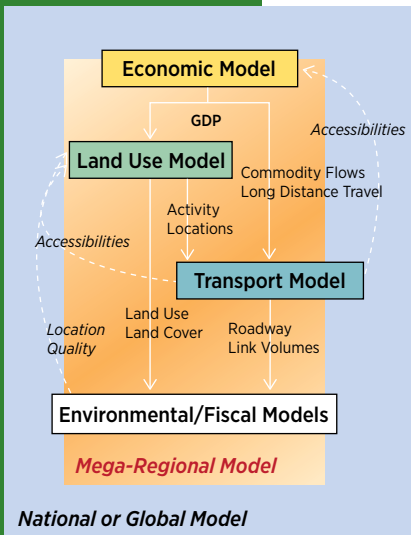 Economic Model
GDP
Accessibilities
Land Use Model
Commodity Flows
Long Distance Travel
Activity
Locations
Accessibilities
Transport Model
Land Use
Land Cover
Roadway
Link Volumes
Location
Quality
Environmental/Fiscal Models
Mega-Regional Model
National or Global Model